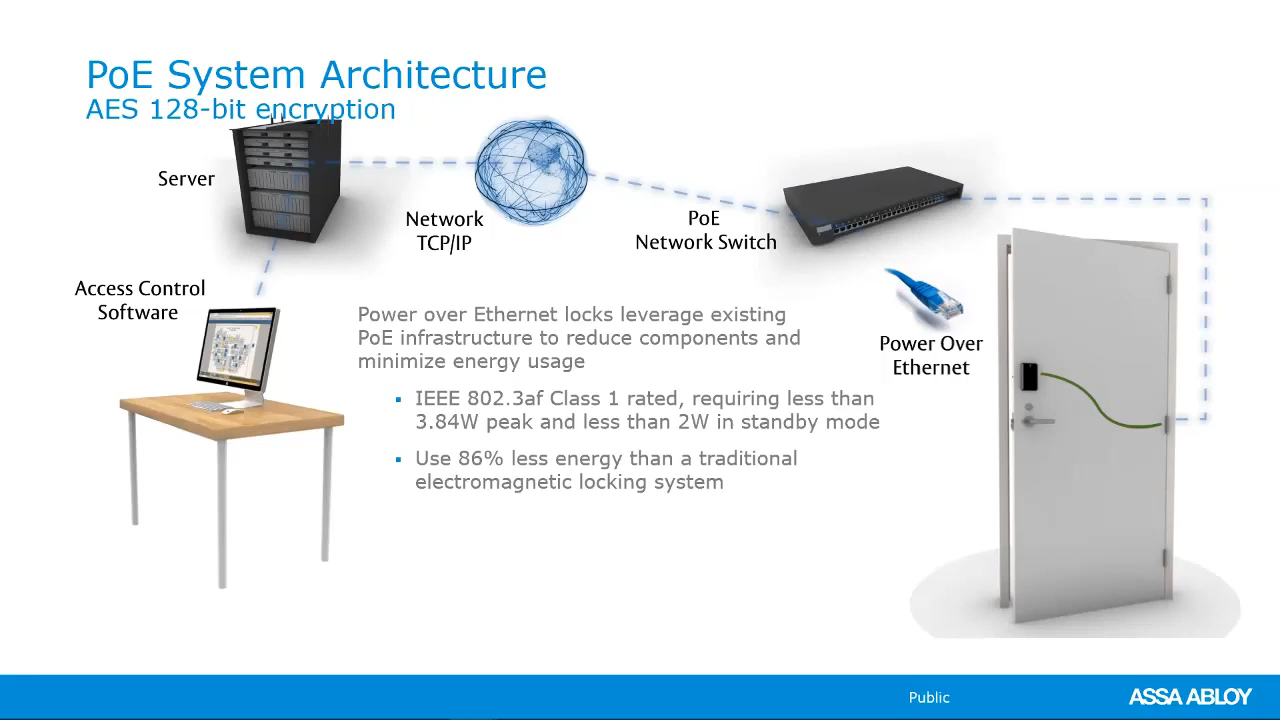 PoE System Architecture
AES 128-bit encryption
Server
Network
TCP/IP
PoE
Network Switch
Access Control
Software
Power over Ethernet locks leverage existing
PoE infrastructure to reduce components and
minimize energy usage
▪ IEEE 802.3af Class 1 rated, requiring less than
3.84W peak and less than 2W in standby mode
▪ Use 86% less energy than a traditional
electromagnetic locking system
Power Over
Ethernet
Public
ASSA ABLOY